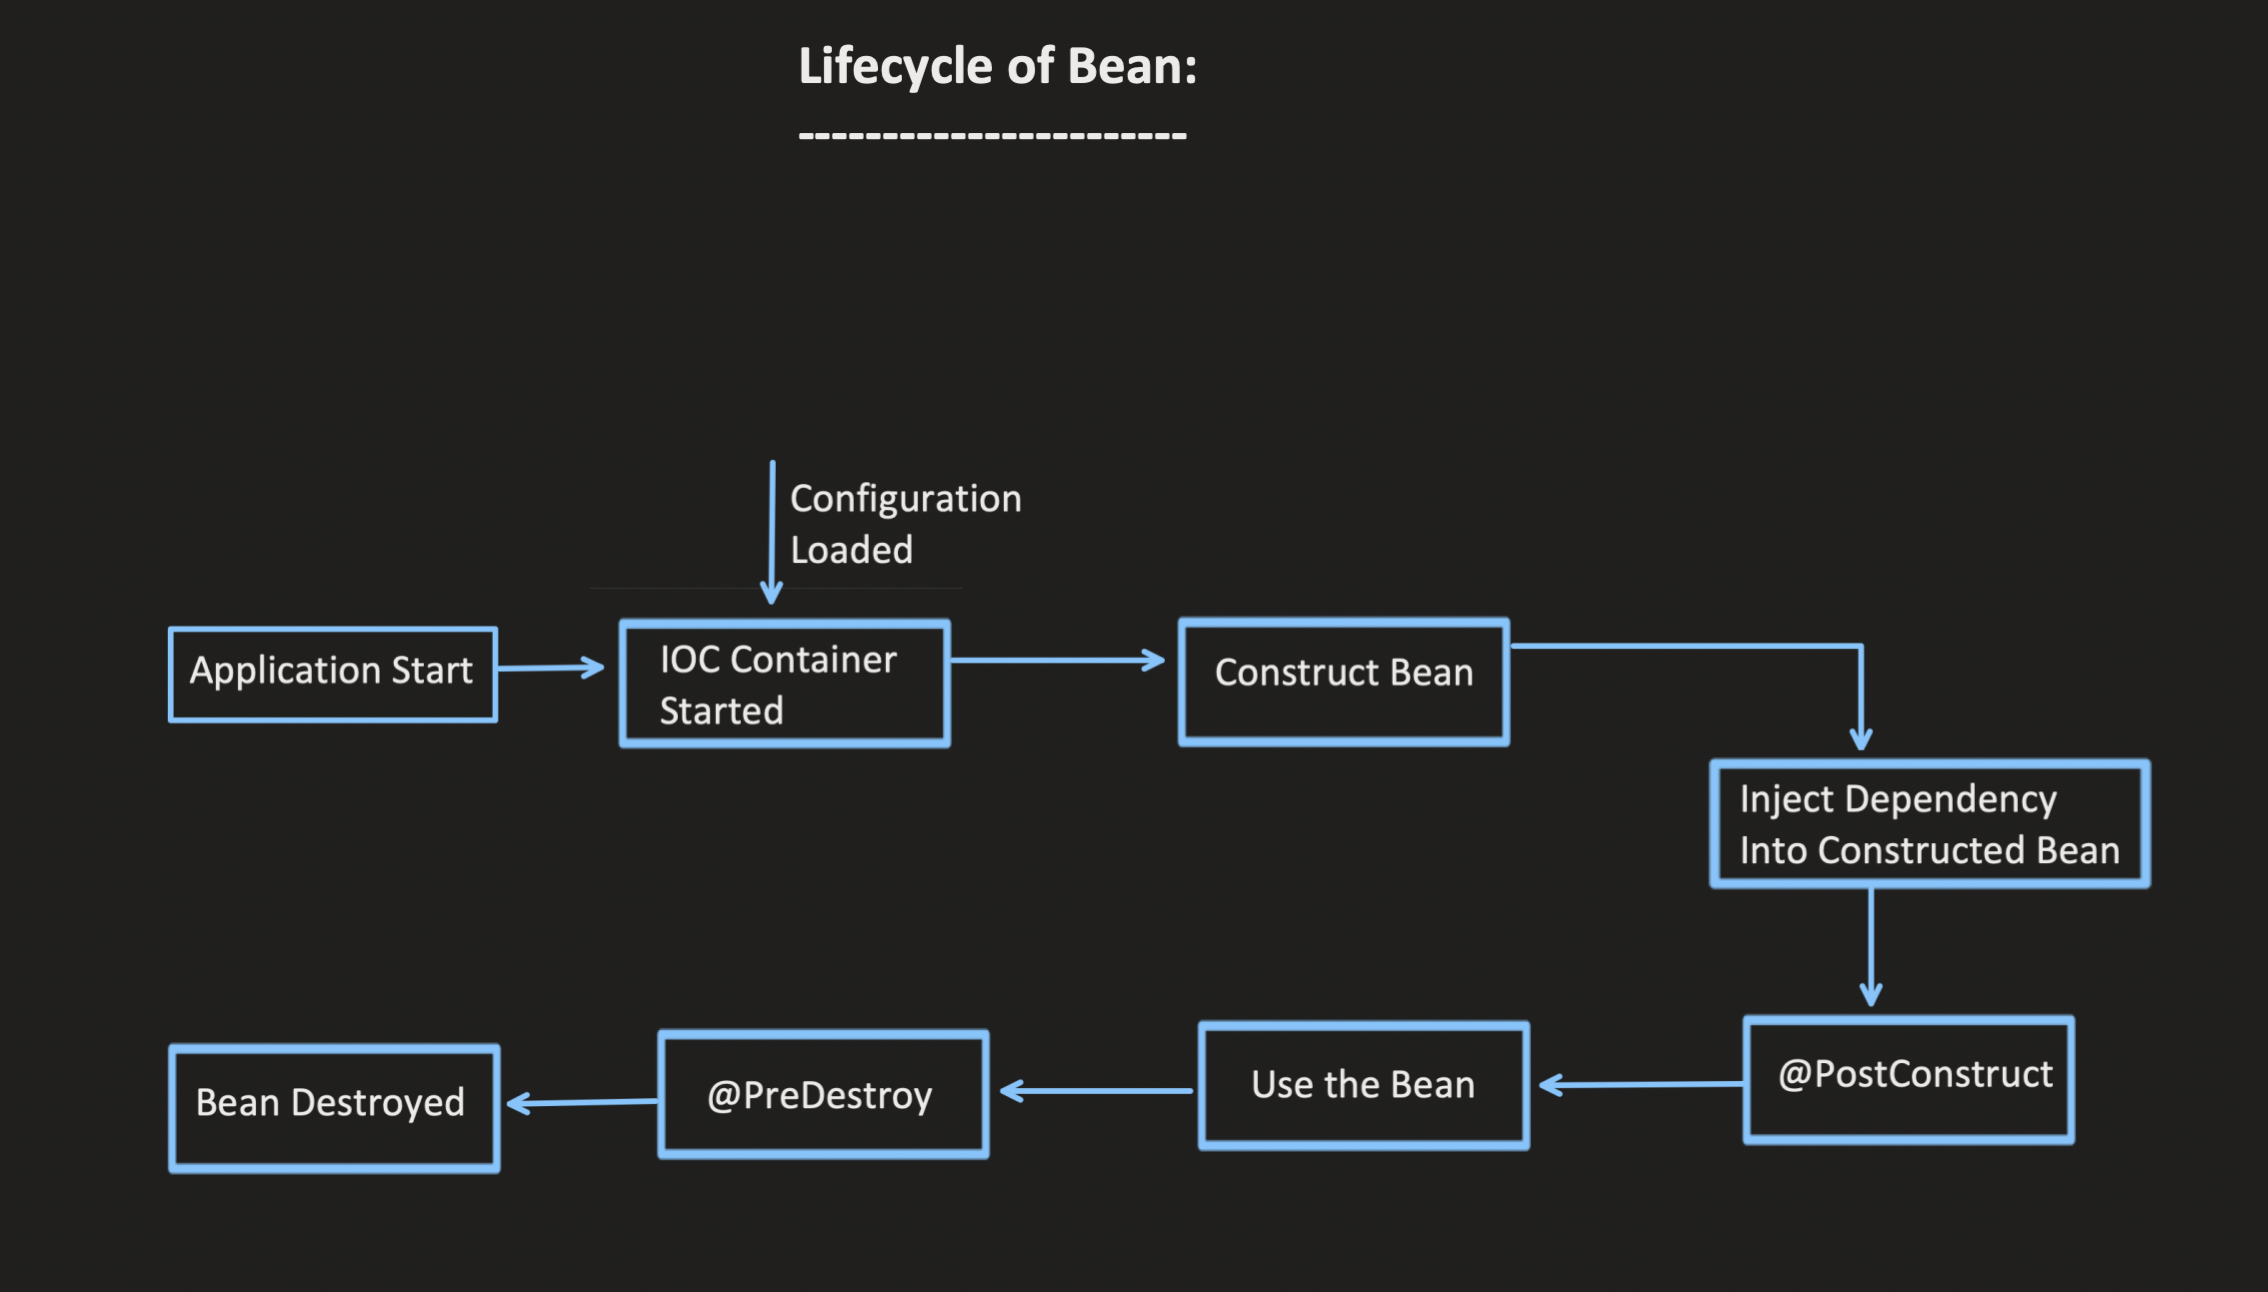 Lifecycle of Bean:
-----------------------
Configuration
Loaded
Application Start
IOC Container
Started
Construct Bean
Inject Dependency
Into Constructed Bean
@PostConstruct
Use the Bean
@PreDestroy
Bean Destroyed